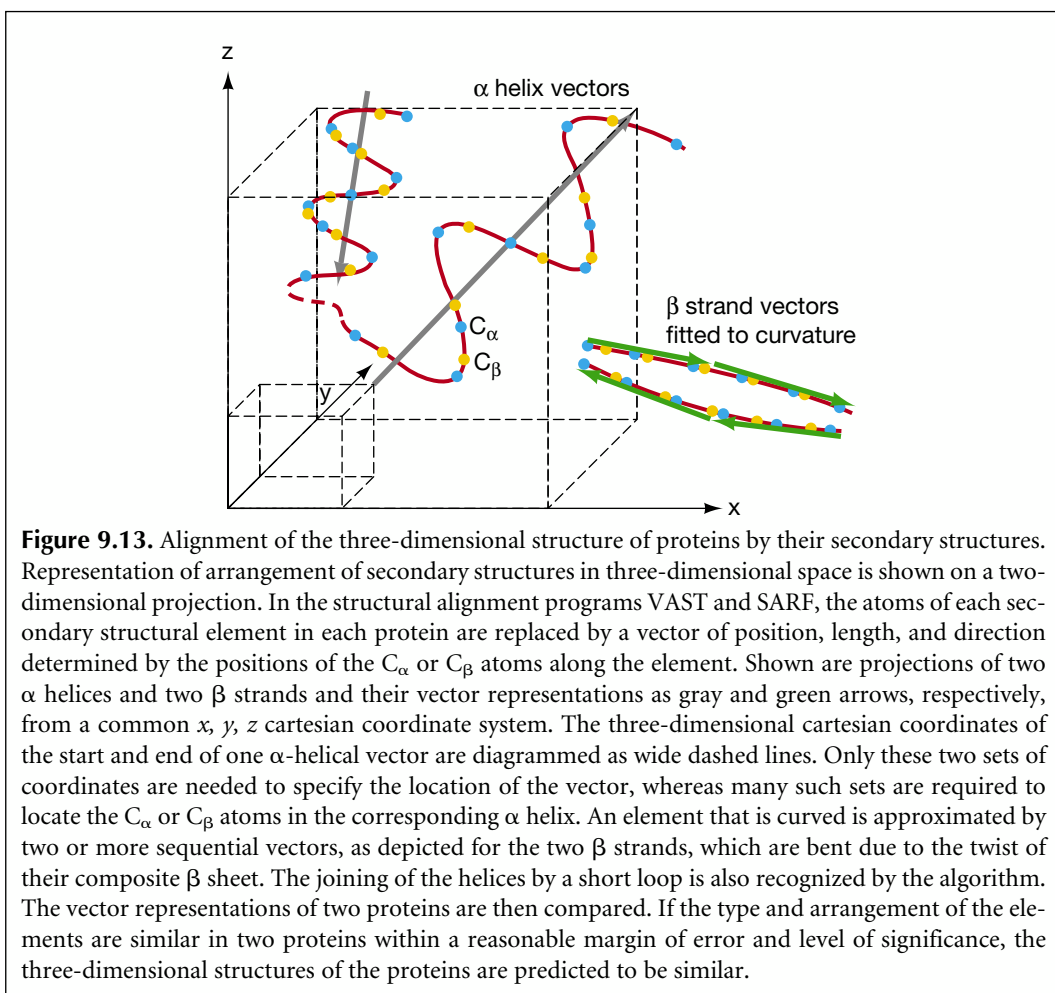 z
α helix vectors
β strand vectors
fitted to curvature
Cα
Cβ
y
x
Figure 9.13. Alignment of the three-dimensional structure of proteins by their secondary structures.
Representation of arrangement of secondary structures in three-dimensional space is shown on a two-
dimensional projection. In the structural alignment programs VAST and SARF, the atoms of each sec-
ondary structural element in each protein are replaced by a vector of position, length, and direction
determined by the positions of the Cα or Cβ atoms along the element. Shown are projections of two
α helices and two β strands and their vector representations as gray and green arrows, respectively,
from a common x, y, z cartesian coordinate system. The three-dimensional cartesian coordinates of
the start and end of one α-helical vector are diagrammed as wide dashed lines. Only these two sets of
coordinates are needed to specify the location of the vector, whereas many such sets are required to
locate the Cα or Cβ atoms in the corresponding α helix. An element that is curved is approximated by
two or more sequential vectors, as depicted for the two β strands, which are bent due to the twist of
their composite β sheet. The joining of the helices by a short loop is also recognized by the algorithm.
The vector representations of two proteins are then compared. If the type and arrangement of the ele-
ments are similar in two proteins within a reasonable margin of error and level of significance, the
three-dimensional structures of the proteins are predicted to be similar.